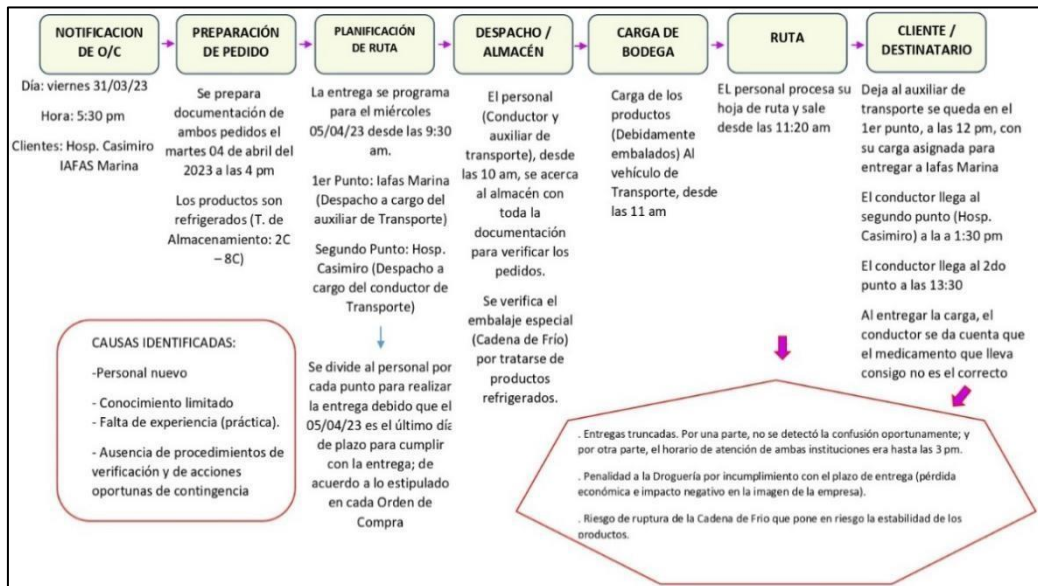 NOTIFICACION
DE O/C
Día: viernes 31/03/23
Hora: 5:30 pm
Clientes: Hosp. Casimiro
IAFAS Marina
PREPARACIÓN
DE PEDIDO
Se prepara
documentación de
ambos pedidos el
martes 04 de abril del
2023 a las 4 pm
Los productos son
refrigerados (T. de
Almacenamiento: 2C
– 8C)
PLANIFICACIÓN
DE RUTA
La entrega se programa
para el miércoles
05/04/23 desde las 9:30
am.
1er Punto: Iafas Marina
(Despacho a cargo del
auxiliar de Transporte)
Segundo Punto: Hosp.
Casimiro (Despacho a
cargo del conductor de
Transporte)
Se divide al personal por
cada punto para realizar
la entrega debido que el
05/04/23 es el último día
de plazo para cumplir
con la entrega; de
acuerdo a lo estipulado
en cada Orden de
Compra
DESPACHO /
ALMACÉN
El personal
(Conductor y
auxiliar de
transporte), desde
las 10 am, se acerca
al almacén con
toda la
documentación
para verificar los
pedidos.
Se verifica el
embalaje especial
(Cadena de Frío)
por tratarse de
productos
refrigerados.
CARGA DE
BODEGA
Carga de los
productos
(Debidamente
embalados) Al
vehículo de
Transporte, desde
las 11 am
RUTA
EL personal procesa su
hoja de ruta y sale
desde las 11:20 am
CLIENTE /
DESTINATARIO
Deja al auxiliar de
transporte se queda en el
1er punto, a las 12 pm, con
su carga asignada para
entregar a Iafas Marina
El conductor llega al
segundo punto (Hosp.
Casimiro) a la a 1:30 pm
El conductor llega al 2do
punto a las 13:30
Al entregar la carga, el
conductor se da cuenta que
el medicamento que lleva
consigo no es el correcto
CAUSAS IDENTIFICADAS:
-Personal nuevo
- Conocimiento limitado
- Falta de experiencia (práctica).
- Ausencia de procedimientos de
verificación y de acciones
oportunas de contingencia
. Entregas truncadas. Por una parte, no se detectó la confusión oportunamente; y
por otra parte, el horario de atención de ambas instituciones era hasta las 3 pm.
. Penalidad a la Droguería por incumplimiento con el plazo de entrega (pérdida
económica e impacto negativo en la imagen de la empresa).
. Riesgo de ruptura de la Cadena de Frio que pone en riesgo la estabilidad de los
productos.